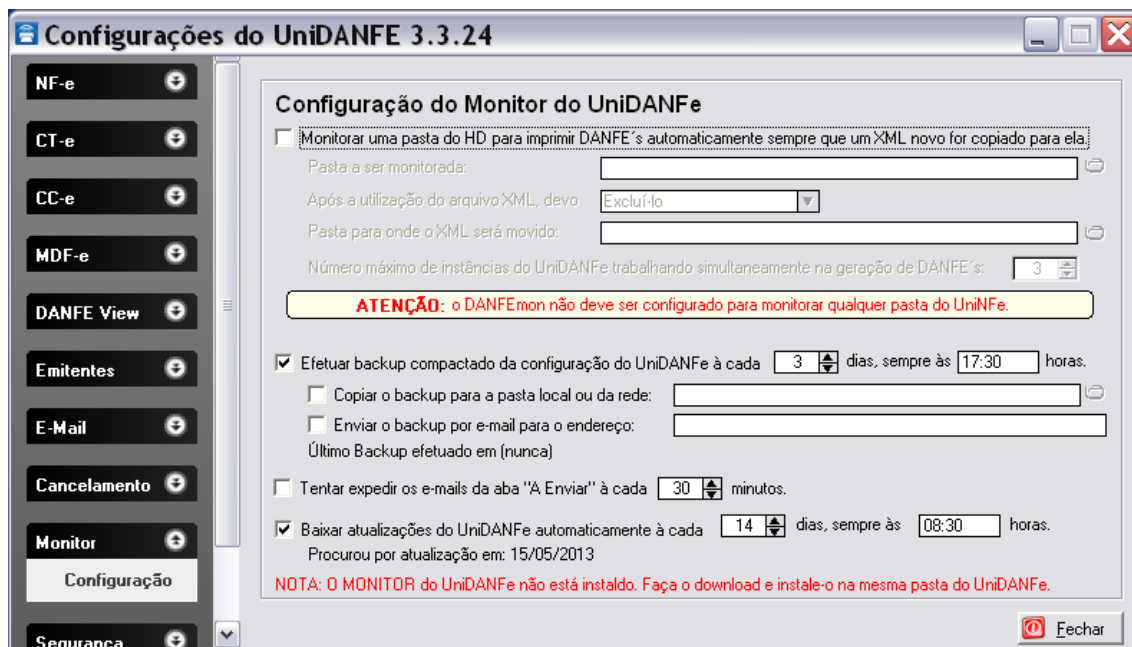 Configurações do UniDANFE 3.3.24
NF-e
CT-e
CC-e
MDF-e
DANFE View
Emitentes
E-Mail
Cancelamento
Monitor
Configuração
Segurança
Configuração do Monitor do UniDANFe
Monitorar uma pasta do HD para imprimir DANFE´s automaticamente sempre que um XML novo for copiado para ela.
Pasta a ser monitorada:
Após a utilização do arquivo XML, devo Excluí-lo
Pasta para onde o XML será movido:
Número máximo de instâncias do UniDANFe trabalhando simultaneamente na geração de DANFE´s: 3
ATENÇÃO: o DANFEmon não deve ser configurado para monitorar qualquer pasta do UniNFe.
Efetuar backup compactado da configuração do UniDANFe à cada 3 dias, sempre às 17:30 horas.
Copiar o backup para a pasta local ou da rede:
Enviar o backup por e-mail para o endereço:
Último Backup efetuado em (nunca)
Tentar expedir os e-mails da aba "A Enviar" à cada 30 minutos.
Baixar atualizações do UniDANFe automaticamente à cada 14 dias, sempre às 08:30 horas.
Procurou por atualização em: 15/05/2013
NOTA: O MONITOR do UniDANFe não está instaldo. Faça o download e instale-o na mesma pasta do UniDANFe.
Fechar